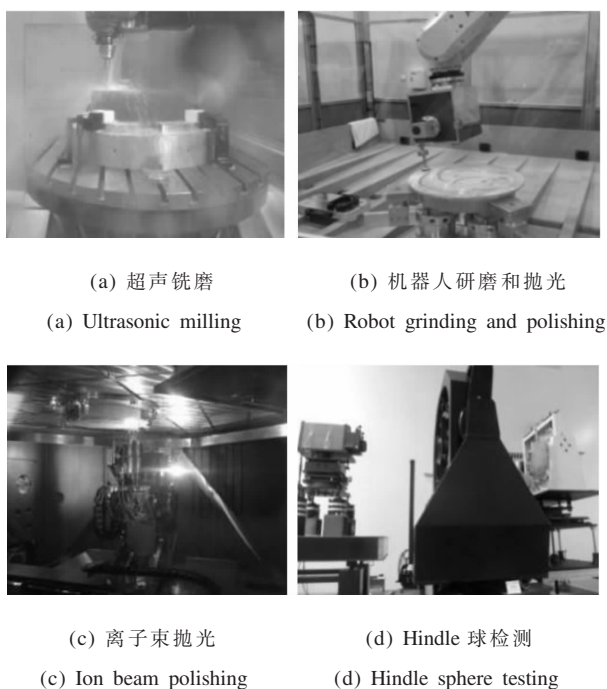 (a) 超声铣磨
(b) 机器人研磨和抛光
(a) Ultrasonic milling
(b) Robot grinding and polishing
(c) 离子束抛光
(d) Hindle 球检测
(c) Ion beam polishing
(d) Hindle sphere testing